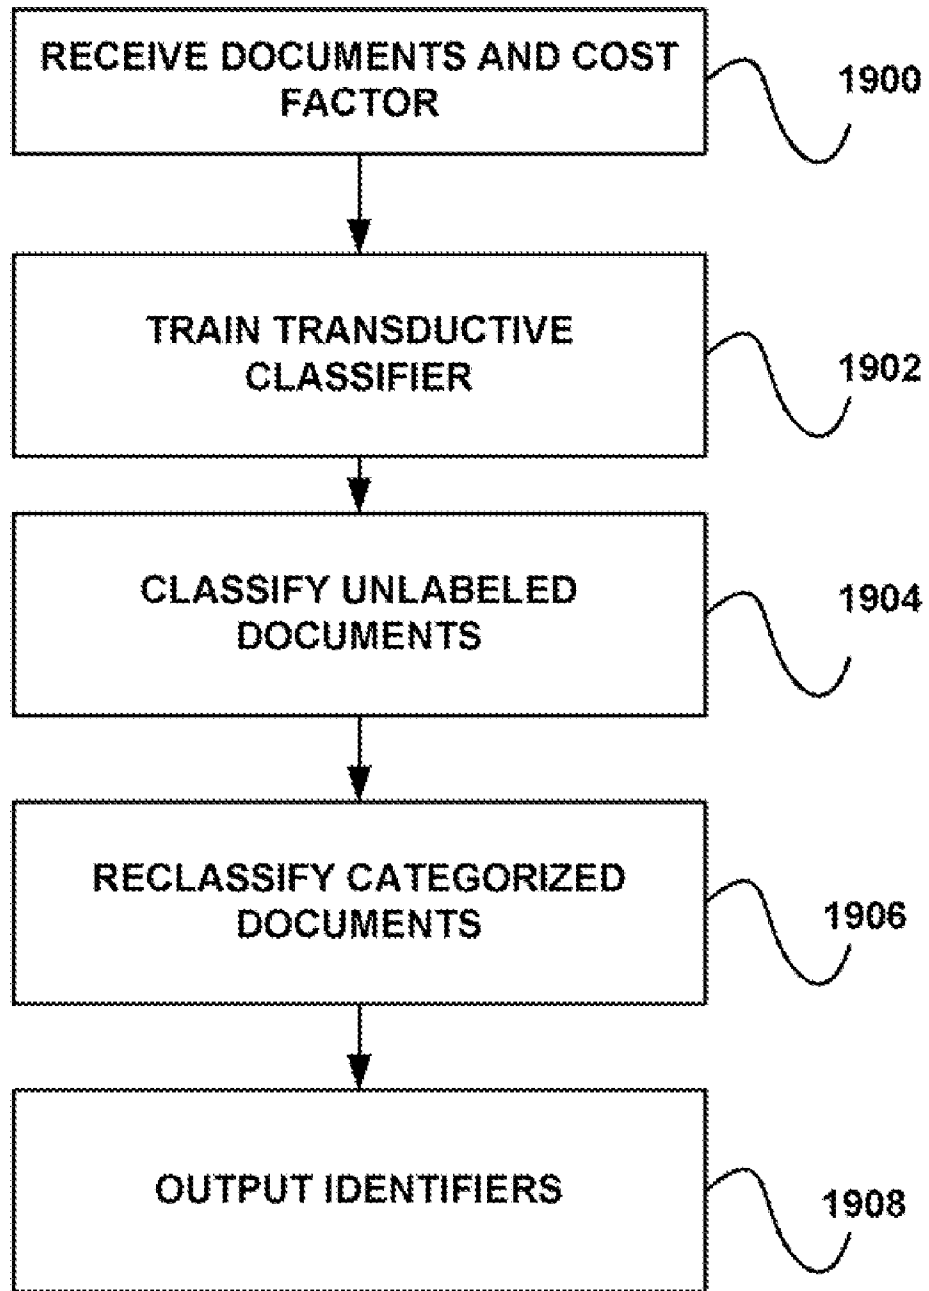 RECEIVE DOCUMENTS AND COST
FACTOR
1900
TRAIN TRANSDUCTIVE
CLASSIFIER
1902
CLASSIFY UNLABELED
DOCUMENTS
1904
RECLASSIFY CATEGORIZED
DOCUMENTS
1906
OUTPUT IDENTIFIERS
1908